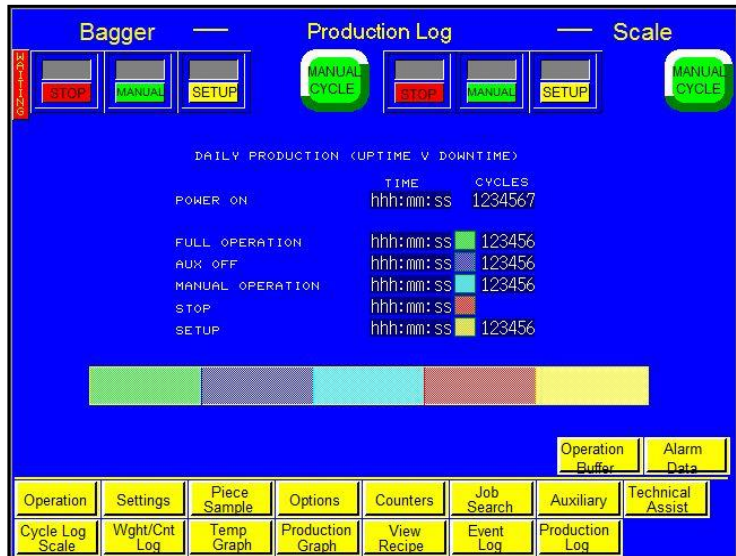 Bagger — Production Log — Scale
WAITING
STOP MANUAL SETUP MANUAL CYCLE STOP MANUAL SETUP MANUAL CYCLE
DAILY PRODUCTION (UPTIME V DOWNTIME)
TIME CYCLES
POWER ON hhh:mm:ss 1234567
FULL OPERATION hhh:mm:ss 123456
AUX OFF hhh:mm:ss 123456
MANUAL OPERATION hhh:mm:ss 123456
STOP hhh:mm:ss
SETUP hhh:mm:ss 123456
Operation Buffer Alarm Data
Operation Settings Piece Sample Options Counters Job Search Auxiliary Technical Assist
Cycle Log Scale Wght/Cnt Log Temp Graph Production Graph View Recipe Event Log Production Log